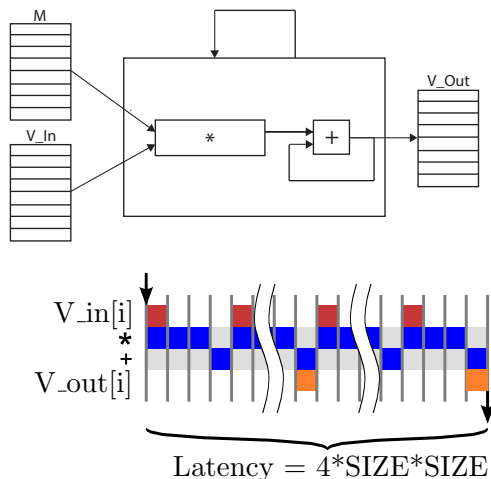 M
V_In
*
+
V_Out
V_in[i]
*
+
V_out[i]
Latency = 4*SIZE*SIZE